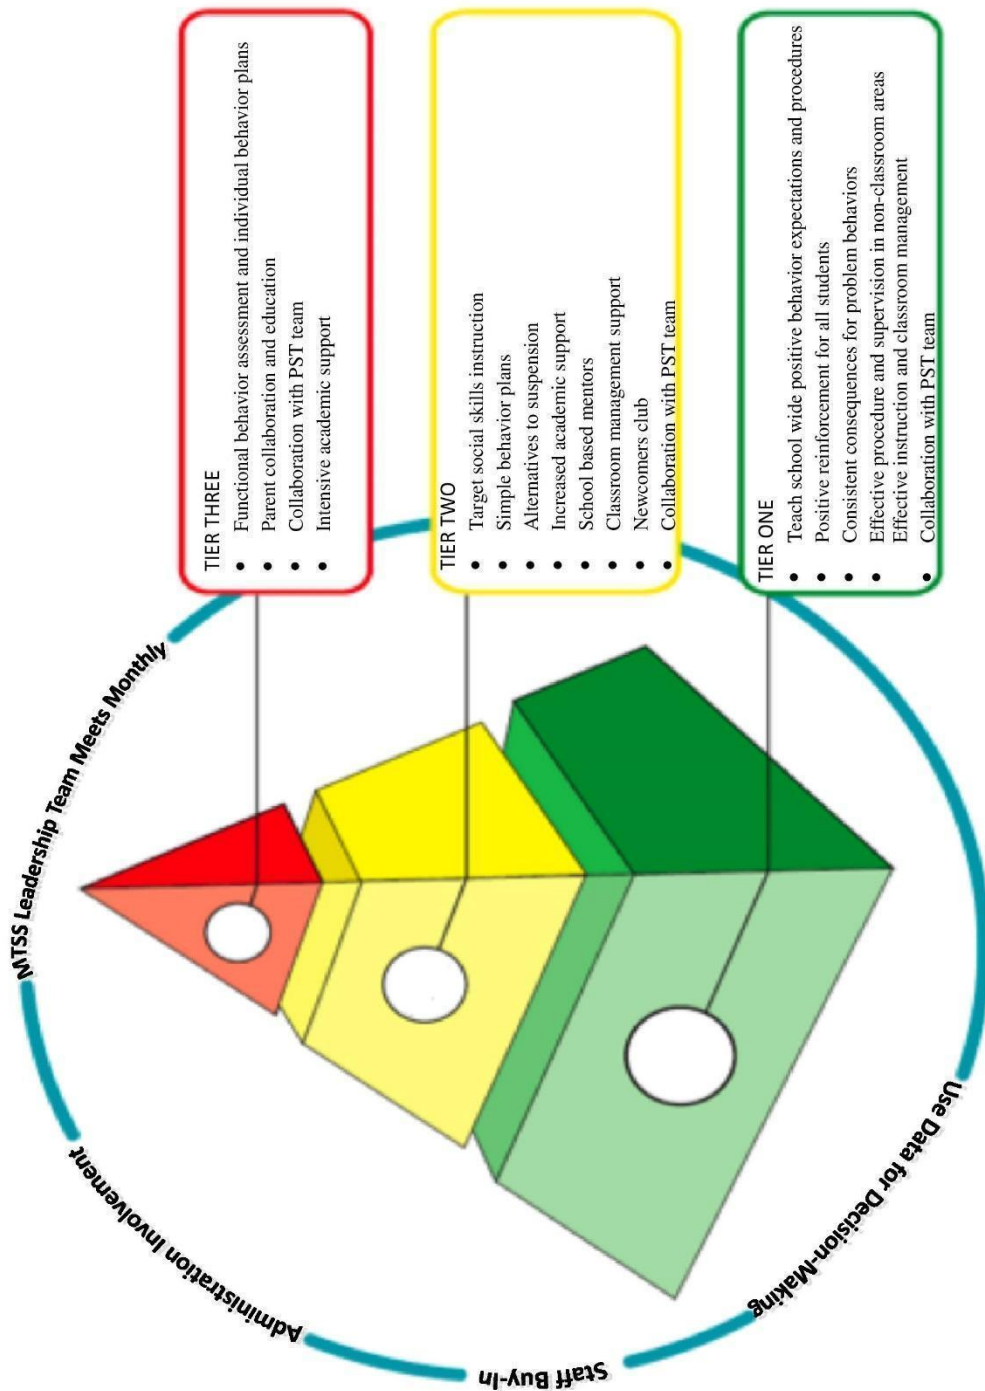 MTSS Leadership Team Meets Monthly
Administration Involvement
Staff Buy-In
Use Data for Decision-Making
TIER THREE
• Functional behavior assessment and individual behavior plans
• Parent collaboration and education
• Collaboration with PST team
• Intensive academic support
TIER TWO
• Target social skills instruction
• Simple behavior plans
• Alternatives to suspension
• Increased academic support
• School based mentors
• Classroom management support
• Newcomers club
• Collaboration with PST team
TIER ONE
• Teach school wide positive behavior expectations and procedures
• Positive reinforcement for all students
• Consistent consequences for problem behaviors
• Effective procedure and supervision in non-classroom areas
Effective instruction and classroom management
• Collaboration with PST team